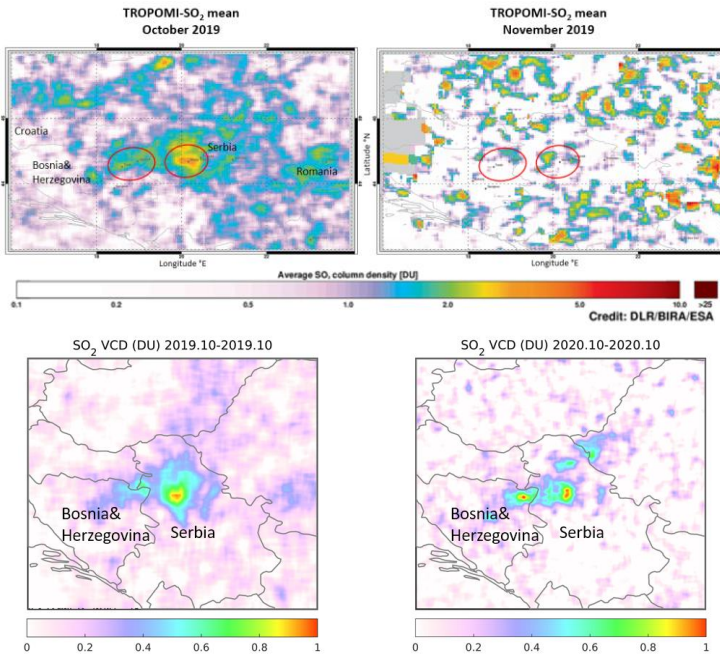 TROPOMI-SO2 mean
October 2019
TROPOMI-SO2 mean
November 2019
Croatia
Bosnia&
Herzegovina
Serbia
Romania
Latitude °N
Longitude °E
Longitude °E
Average SO, column density [DU]
0.1 0.2 0.5 1.0 2.0 5.0 10.0 >25
Credit: DLR/BIRA/ESA
SO2 VCD (DU) 2019.10-2019.10
SO2 VCD (DU) 2020.10-2020.10
Bosnia&
Herzegovina
Serbia
Bosnia&
Herzegovina
Serbia
0 0.2 0.4 0.6 0.8 1
0 0.2 0.4 0.6 0.8 1